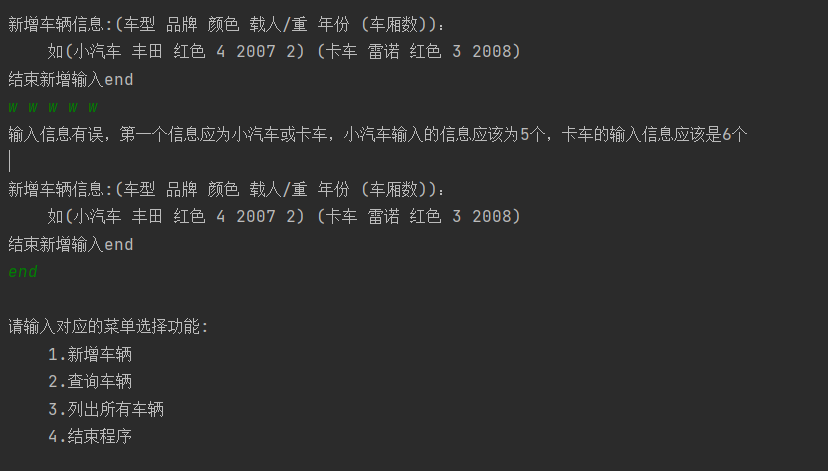 新增车辆信息:(车型 品牌 颜色 载人/重 年份 (车厢数)):
如(小汽车 丰田 红色 4 2007 2) (卡车 雷诺 红色 3 2008)
结束新增输入end
w w w w w
输入信息有误，第一个信息应为小汽车或卡车，小汽车输入的信息应该为5个，卡车的输入信息应该是6个
新增车辆信息:(车型 品牌 颜色 载人/重 年份 (车厢数)):
如(小汽车 丰田 红色 4 2007 2) (卡车 雷诺 红色 3 2008)
结束新增输入end
end
请输入对应的菜单选择功能:
1.新增车辆
2.查询车辆
3.列出所有车辆
4.结束程序